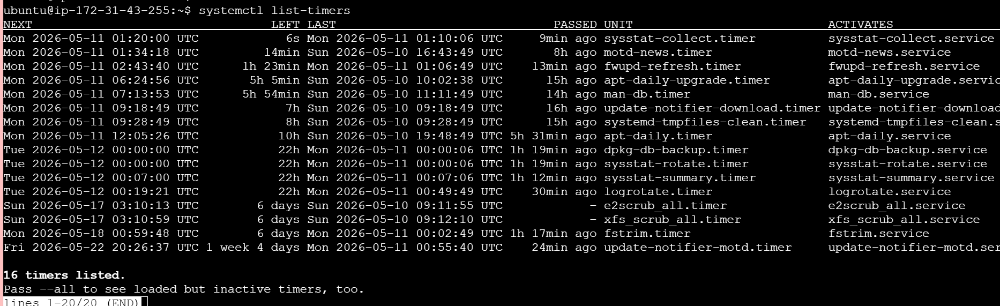 ubuntu@ip-172-31-43-255:~$ systemctl list-timers
NEXT LEFT LAST PASSED UNIT ACTIVATES
Mon 2026-05-11 01:20:00 UTC 6s Mon 2026-05-11 01:10:06 UTC 9min ago sysstat-collect.timer sysstat-collect.service
Mon 2026-05-11 01:34:18 UTC 14min Sun 2026-05-10 16:43:49 UTC 8h ago motd-news.timer motd-news.service
Mon 2026-05-11 02:43:40 UTC 1h 23min Mon 2026-05-11 01:06:49 UTC 13min ago fwupd-refresh.timer fwupd-refresh.service
Mon 2026-05-11 06:24:56 UTC 5h 5min Sun 2026-05-10 10:02:38 UTC 15h ago apt-daily-upgrade.timer apt-daily-upgrade.servic
Mon 2026-05-11 07:13:53 UTC 5h 54min Sun 2026-05-10 11:11:49 UTC 14h ago man-db.timer man-db.service
Mon 2026-05-11 09:18:49 UTC 7h Sun 2026-05-10 09:18:49 UTC 16h ago update-notifier-download.timer update-notifier-download
Mon 2026-05-11 09:28:49 UTC 8h Sun 2026-05-10 09:28:49 UTC 15h ago systemd-tmpfiles-clean.timer systemd-tmpfiles-clean.s
Mon 2026-05-11 12:05:26 UTC 10h Sun 2026-05-10 19:48:49 UTC 5h 31min ago apt-daily.timer apt-daily.service
Tue 2026-05-12 00:00:00 UTC 22h Mon 2026-05-11 00:00:06 UTC 1h 19min ago dpkg-db-backup.timer dpkg-db-backup.service
Tue 2026-05-12 00:00:00 UTC 22h Mon 2026-05-11 00:00:06 UTC 1h 19min ago sysstat-rotate.timer sysstat-rotate.service
Tue 2026-05-12 00:07:00 UTC 22h Mon 2026-05-11 00:07:06 UTC 1h 12min ago sysstat-summary.timer sysstat-summary.service
Tue 2026-05-12 00:19:21 UTC 22h Mon 2026-05-11 00:49:49 UTC 30min ago logrotate.timer logrotate.service
Sun 2026-05-17 03:10:13 UTC 6 days Sun 2026-05-10 09:11:55 UTC - e2scrub_all.timer e2scrub_all.service
Sun 2026-05-17 03:10:59 UTC 6 days Sun 2026-05-10 09:12:10 UTC - xfs_scrub_all.timer xfs_scrub_all.service
Mon 2026-05-18 00:59:48 UTC 6 days Mon 2026-05-11 00:02:49 UTC 1h 17min ago fstrim.timer fstrim.service
Fri 2026-05-22 20:26:37 UTC 1 week 4 days Mon 2026-05-11 00:55:40 UTC 24min ago update-notifier-motd.timer update-notifier-motd.ser
16 timers listed.
Pass --all to see loaded but inactive timers, too.
lines 1-20/20 (END)